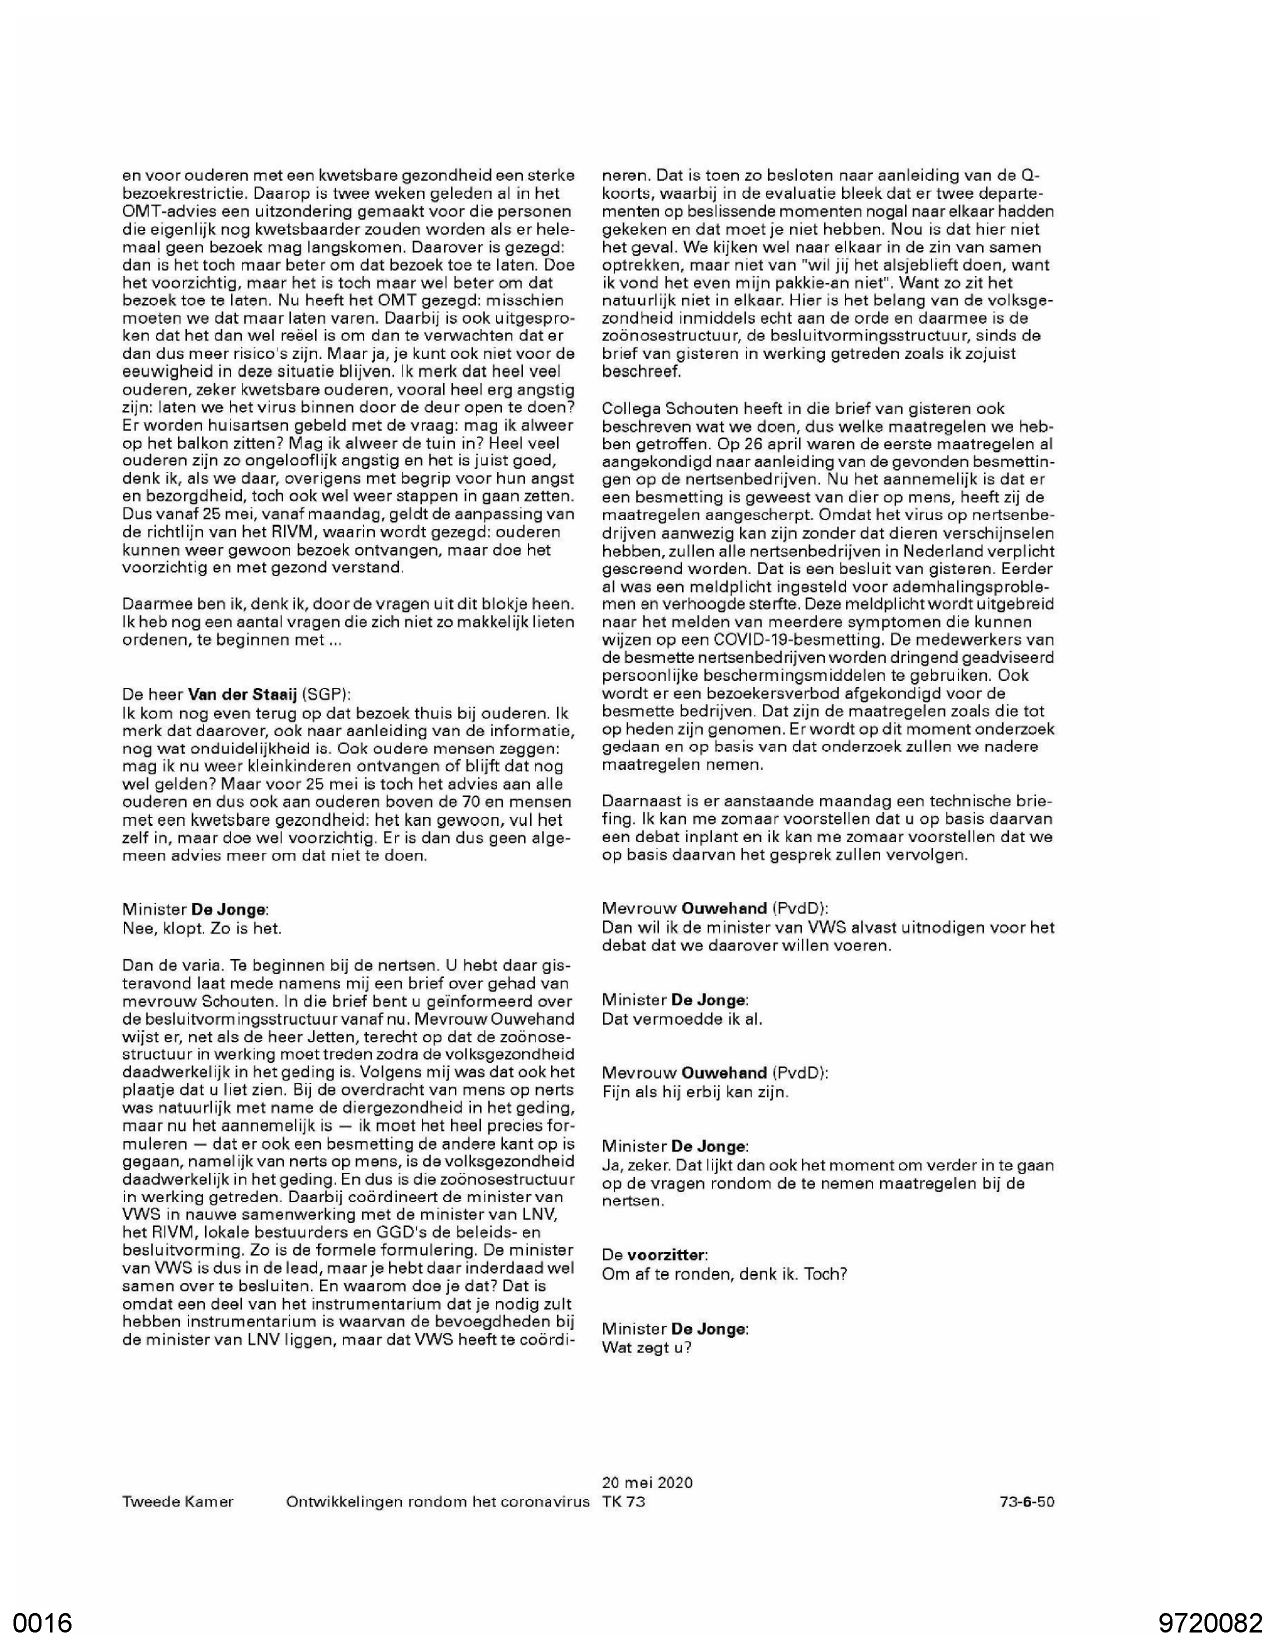 en voor ouderen met een kwetsbare gezondheid een sterke
bezoekrestrictie. Daarop is twee weken geleden al in het
OMT-advies een uitzondering gemaakt voor die personen
die eigenlijk nog kwetsbaarder zouden worden als er hele-
maal geen bezoek mag langskomen. Daarover is gezegd:
dan is het toch maar beter om dat bezoek toe te laten. Doe
het voorzichtig, maar het is toch maar wel beter om dat
bezoek toe te laten. Nu heeft het OMT gezegd: misschien
moeten we dat maar laten varen. Daarbij is ook uitgespro-
ken dat het dan wel reëel is om dan te verwachten dat er
dan dus meer risico's zijn. Maar ja, je kunt ook niet voor de
eeuwigheid in deze situatie blijven. Ik merk dat heel veel
ouderen, zeker kwetsbare ouderen, vooral heel erg angstig
zijn: laten we het virus binnen door de deur open te doen?
Er worden huisartsen gebeld met de vraag: mag ik alweer
op het balkon zitten? Mag ik alweer de tuin in? Heel veel
ouderen zijn zo ongelooflijk angstig en het is juist goed,
denk ik, als we daar, overigens met begrip voor hun angst
en bezorgdheid, toch ook wel weer stappen in gaan zetten.
Dus vanaf 25 mei, vanaf maandag, geldt de aanpassing van
de richtlijn van het RIVM, waarin wordt gezegd: ouderen
kunnen weer gewoon bezoek ontvangen, maar doe het
voorzichtig en met gezond verstand.
Daarmee ben ik, denk ik, door de vragen uit dit blokje heen.
Ik heb nog een aantal vragen die zich niet zo makkelijk lieten
ordenen, te beginnen met ...
De heer Van der Staaij (SGP):
Ik kom nog even terug op dat bezoek thuis bij ouderen. Ik
merk dat daarover, ook naar aanleiding van de informatie,
nog wat onduidelijkheid is. Ook oudere mensen zeggen:
mag ik nu weer kleinkinderen ontvangen of blijft dat nog
wel gelden? Maar voor 25 mei is toch het advies aan alle
ouderen en dus ook aan ouderen boven de 70 en mensen
met een kwetsbare gezondheid: het kan gewoon, vul het
zelf in, maar doe wel voorzichtig. Er is dan dus geen alge-
meen advies meer om dat niet te doen.
Minister De Jonge:
Nee, klopt. Zo is het.
Dan de varia. Te beginnen bij de nertsen. U hebt daar gis-
teravond laat mede namens mij een brief over gehad van
mevrouw Schouten. In die brief bent u geïnformeerd over
de besluitvormingsstructuur vanaf nu. Mevrouw Ouwehand
wijst er, net als de heer Jetten, terecht op dat de zoönose-
structuur in werking moet treden zodra de volksgezondheid
daadwerkelijk in het geding is. Volgens mij was dat ook het
plaatje dat u liet zien. Bij de overdracht van mens op nerts
was natuurlijk met name de diergezondheid in het geding,
maar nu het aannemelijk is — ik moet het heel precies for-
muleren — dat er ook een besmetting de andere kant op is
gegaan, namelijk van nerts op mens, is de volksgezondheid
daadwerkelijk in het geding. En dus is die zoönosestructuur
in werking getreden. Daarbij coördineert de minister van
VWS in nauwe samenwerking met de minister van LNV,
het RIVM, lokale bestuurders en GGD's de beleids- en
besluitvorming. Zo is de formele formulering. De minister
van VWS is dus in de lead, maar je hebt daar inderdaad wel
samen over te besluiten. En waarom doe je dat? Dat is
omdat een deel van het instrumentarium dat je nodig zult
hebben instrumentarium is waarvan de bevoegdheden bij
de minister van LNV liggen, maar dat VWS heeft te coördi-
neren. Dat is toen zo besloten naar aanleiding van de Q-
koorts, waarbij in de evaluatie bleek dat er twee departe-
menten op beslissende momenten nogal naar elkaar hadden
gekeken en dat moet je niet hebben. Nou is dat hier niet
het geval. We kijken wel naar elkaar in de zin van samen
optrekken, maar niet van "wil jij het alsjeblieft doen, want
ik vond het even mijn pakkie-an niet". Want zo zit het
natuurlijk niet in elkaar. Hier is het belang van de volksge-
zondheid inmiddels echt aan de orde en daarmee is de
zoönosestructuur, de besluitvormingsstructuur, sinds de
brief van gisteren in werking getreden zoals ik zojuist
beschreef.
Collega Schouten heeft in die brief van gisteren ook
beschreven wat we doen, dus welke maatregelen we heb-
ben getroffen. Op 26 april waren de eerste maatregelen al
aangekondigd naar aanleiding van de gevonden besmettin-
gen op de nertsenbedrijven. Nu het aannemelijk is dat er
een besmetting is geweest van dier op mens, heeft zij de
maatregelen aangescherpt. Omdat het virus op nertsenbe-
drijven aanwezig kan zijn zonder dat dieren verschijnselen
hebben, zullen alle nertsenbedrijven in Nederland verplicht
gescreend worden. Dat is een besluit van gisteren. Eerder
al was een meldplicht ingesteld voor ademhalingsproble-
men en verhoogde sterfte. Deze meldplicht wordt uitgebreid
naar het melden van meerdere symptomen die kunnen
wijzen op een COVID-19-besmetting. De medewerkers van
de besmette nertsenbedrijven worden dringend geadviseerd
persoonlijke beschermingsmiddelen te gebruiken. Ook
wordt er een bezoekersverbod afgekondigd voor de
besmette bedrijven. Dat zijn de maatregelen zoals die tot
op heden zijn genomen. Er wordt op dit moment onderzoek
gedaan en op basis van dat onderzoek zullen we nadere
maatregelen nemen.
Daarnaast is er aanstaande maandag een technische brie-
fing. Ik kan me zomaar voorstellen dat u op basis daarvan
een debat inplant en ik kan me zomaar voorstellen dat we
op basis daarvan het gesprek zullen vervolgen.
Mevrouw Ouwehand (PvdD):
Dan wil ik de minister van VWS alvast uitnodigen voor het
debat dat we daarover willen voeren.
Minister De Jonge:
Dat vermoedde ik al.
Mevrouw Ouwehand (PvdD):
Fijn als hij erbij kan zijn.
Minister De Jonge:
Ja, zeker. Dat lijkt dan ook het moment om verder in te gaan
op de vragen rondom de te nemen maatregelen bij de
nertsen.
De voorzitter:
Om af te ronden, denk ik. Toch?
Minister De Jonge:
Wat zegt u?
20 mei 2020
Tweede Kamer Ontwikkelingen rondom het coronavirus TK 73 73-6-50
0016 9720082